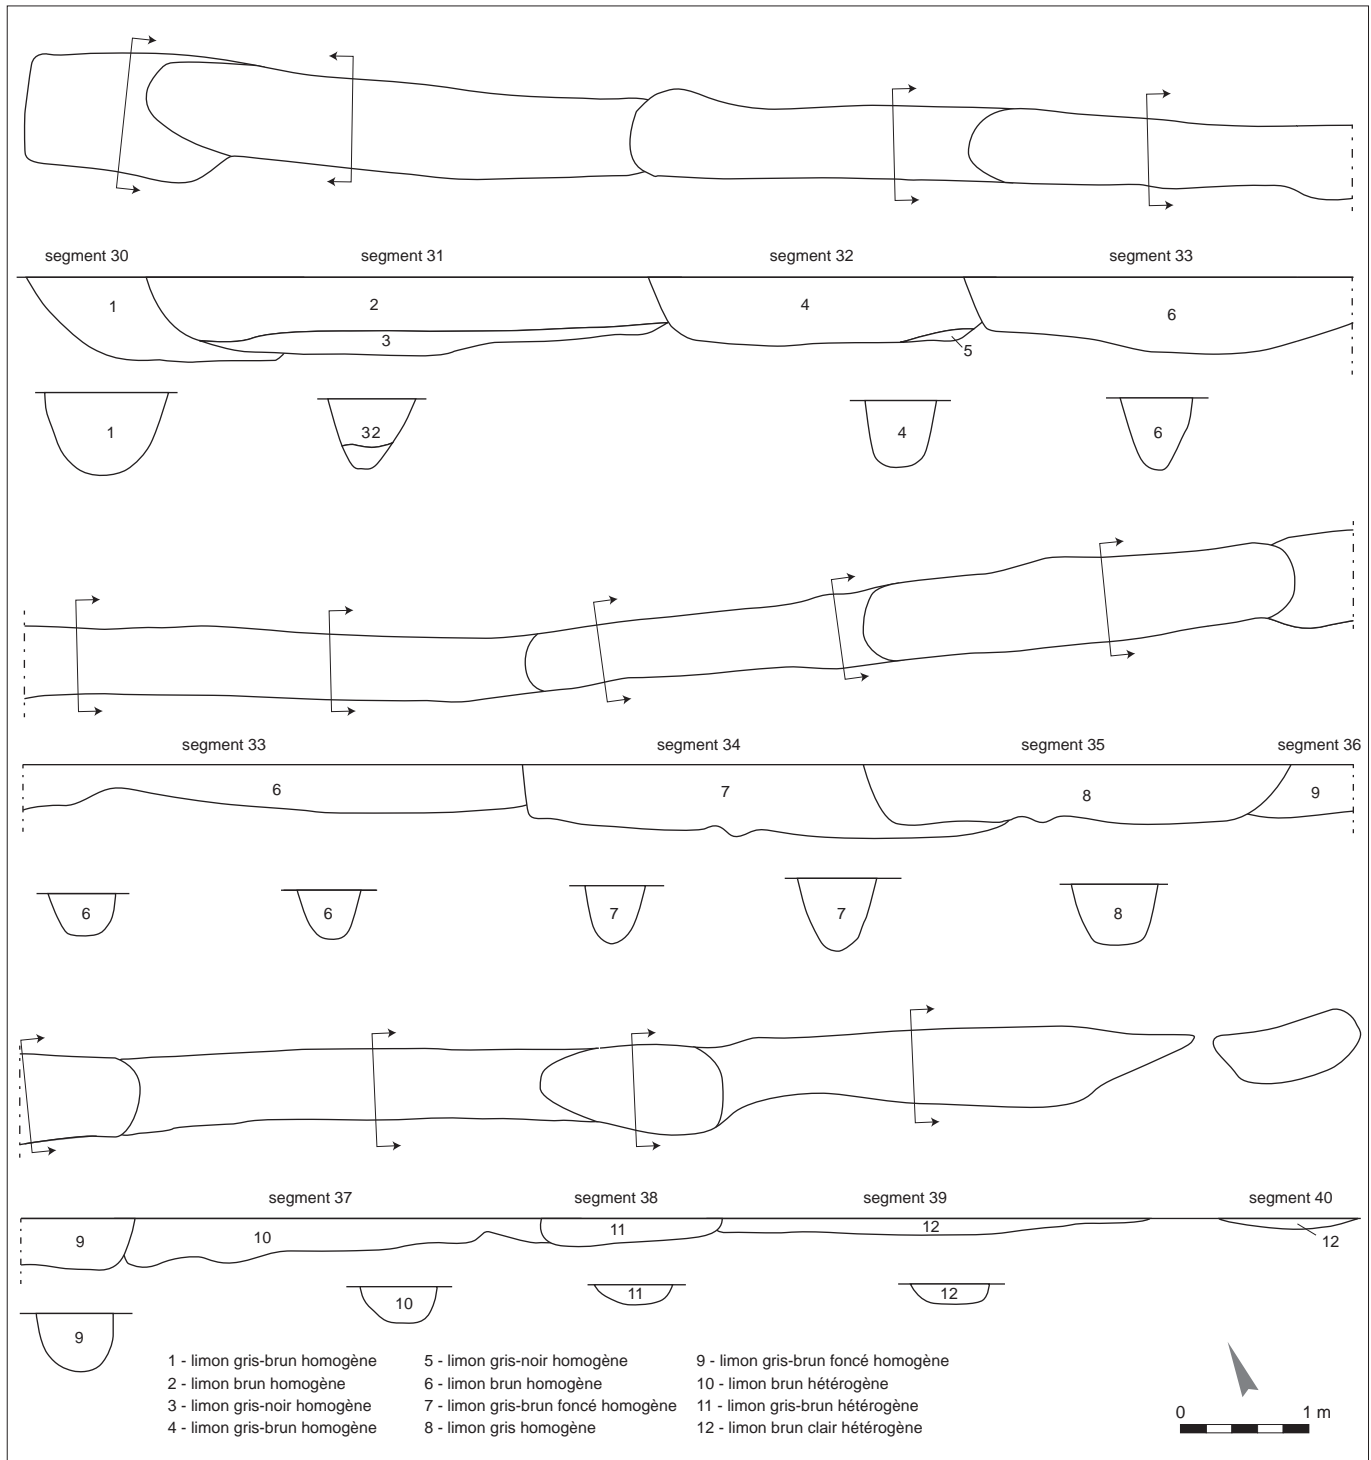 segment 30 segment 31 segment 32 segment 33
1 2 3 4 5 6
1 32 4 6
segment 33 segment 34 segment 35 segment 36
6 7 8 9
6 6 7 7 8
segment 37 segment 38 segment 39 segment 40
9 10 11 12 12
9 10 11 12
1 - limon gris-brun homogène
2 - limon brun homogène
3 - limon gris-noir homogène
4 - limon gris-brun homogène
5 - limon gris-noir homogène
6 - limon brun homogène
7 - limon gris-brun foncé homogène
8 - limon gris homogène
9 - limon gris-brun foncé homogène
10 - limon brun hétérogène
11 - limon gris-brun hétérogène
12 - limon brun clair hétérogène
0 1 m